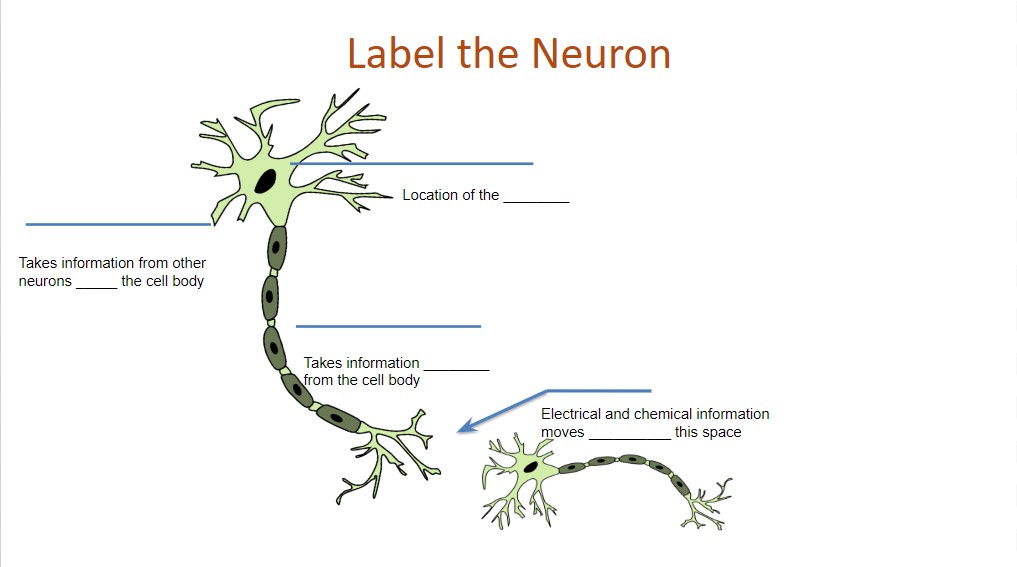 Label the Neuron
Location of the ________
Takes information from other
neurons _____ the cell body
Takes information ________
from the cell body
Electrical and chemical information
moves __________ this space